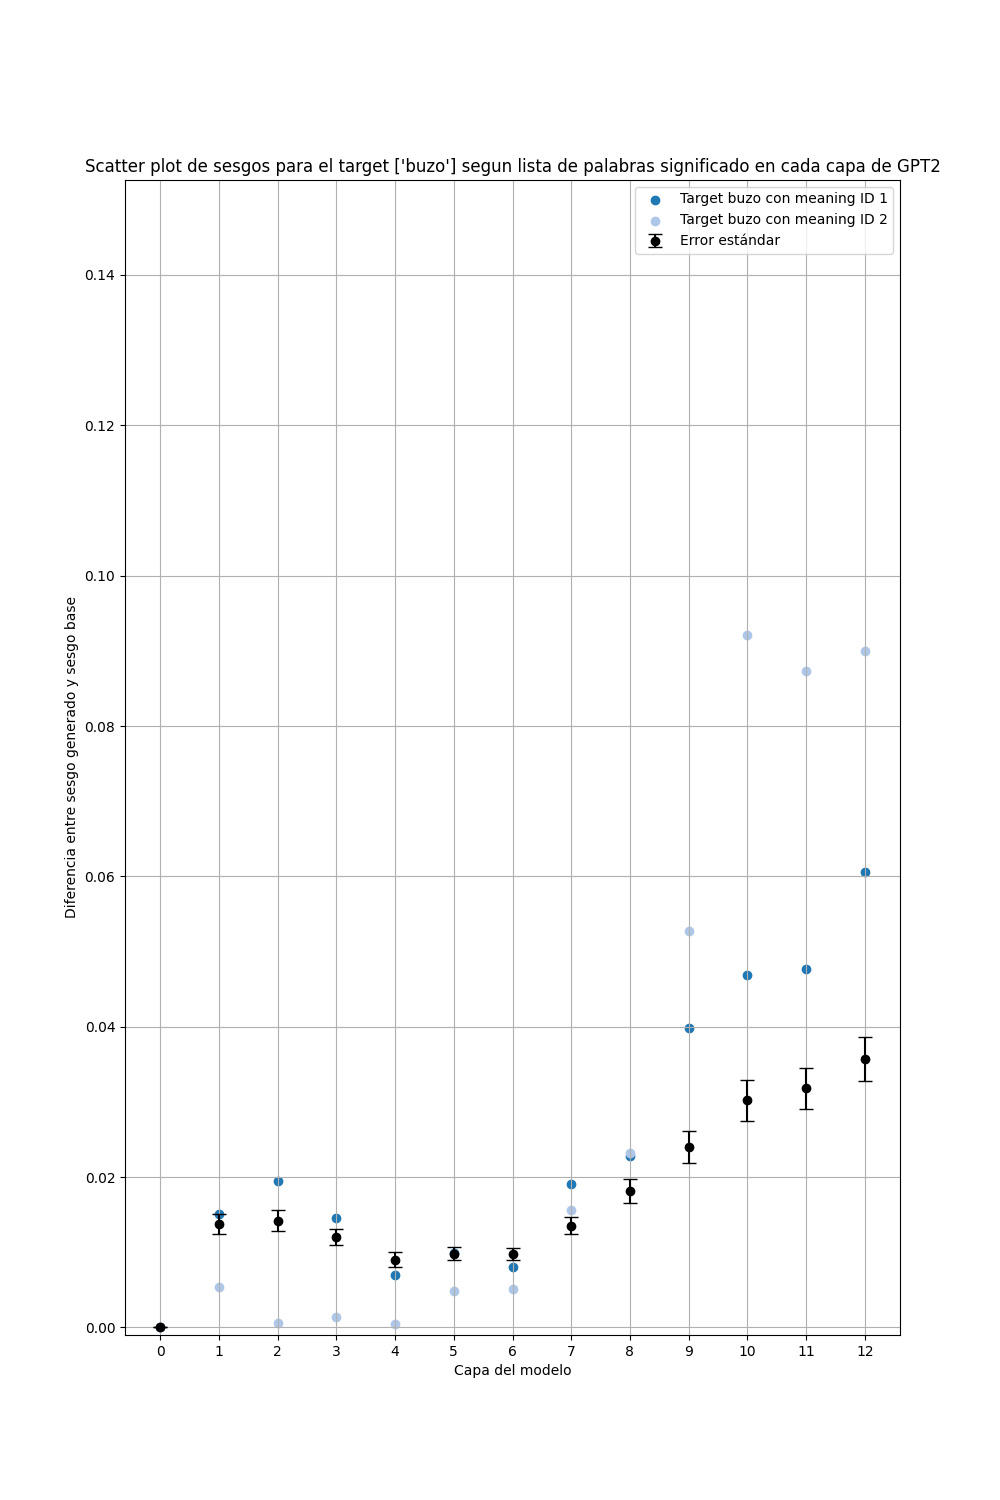 Scatter plot de sesgos para el target ['buzo'] segun lista de palabras significado en cada capa de GPT2
Target buzo con meaning ID 1
Target buzo con meaning ID 2
Error estándar
0.14
0.12
0.10
0.08
0.06
0.04
0.02
0.00
Diferencia entre sesgo generado y sesgo base
0 1 2 3 4 5 6 7 8 9 10 11 12
Capa del modelo